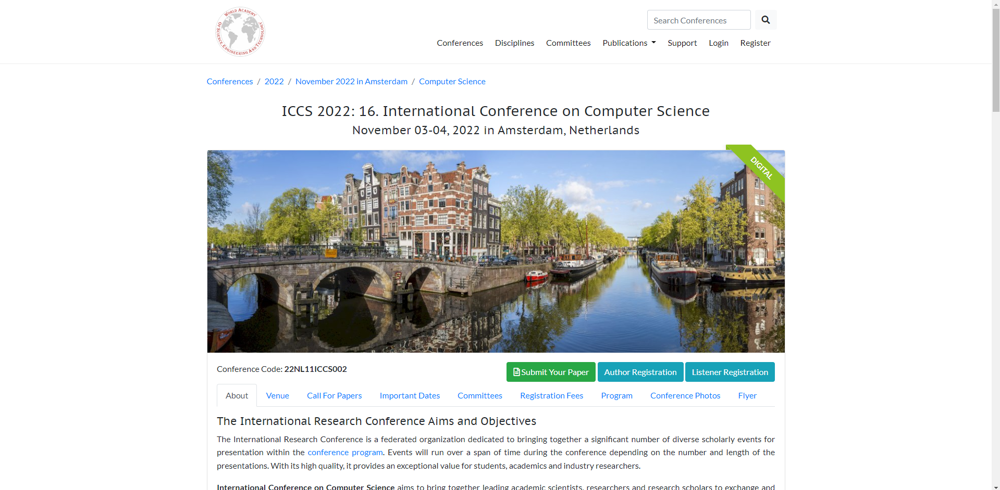 World Academy
Of Science, Engineering And Technology
Search Conferences
Conferences Disciplines Committees Publications Support Login Register
Conferences / 2022 / November 2022 in Amsterdam / Computer Science
ICCS 2022: 16. International Conference on Computer Science
November 03-04, 2022 in Amsterdam, Netherlands
DIGITAL
Conference Code: 22NL11ICCS002
Submit Your Paper Author Registration Listener Registration
About Venue Call For Papers Important Dates Committees Registration Fees Program Conference Photos Flyer
The International Research Conference Aims and Objectives
The International Research Conference is a federated organization dedicated to bringing together a significant number of diverse scholarly events for
presentation within the conference program. Events will run over a span of time during the conference depending on the number and length of the
presentations. With its high quality, it provides an exceptional value for students, academics and industry researchers.
International Conference on Computer Science aims to bring together leading academic scientists, researchers and research scholars to exchange and